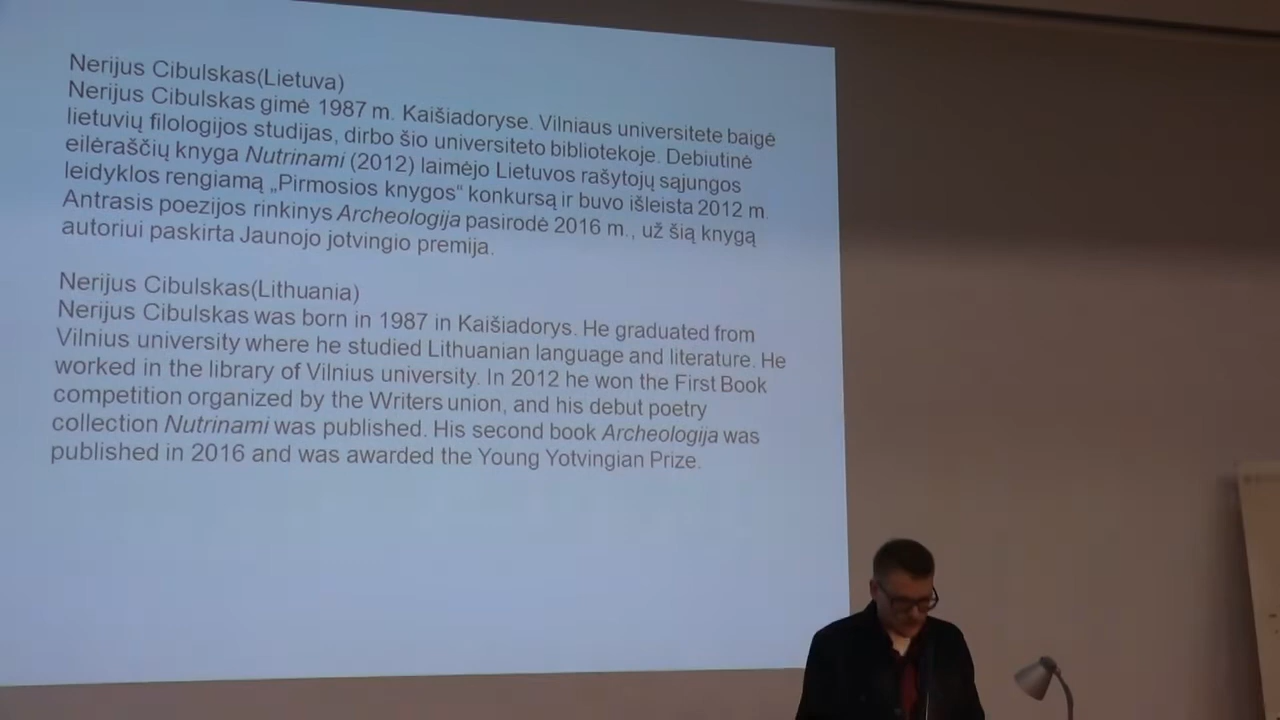 Nerijus Cibulskas(Lietuva)
Nerijus Cibulskas gimė 1987 m. Kaišiadoryse. Vilniaus universitete baigė
lietuvių filologijos studijas, dirbo šio universiteto bibliotekoje. Debiutinė
eilėraščių knyga Nutrinami (2012) laimėjo Lietuvos rašytojų sąjungos
leidyklos rengiamą „Pirmosios knygos“ konkursą ir buvo išleista 2012 m.
Antrasis poezijos rinkinys Archeologija pasirodė 2016 m., už šią knygą
autoriui paskirta Jaunojo jotvingio premija.
Nerijus Cibulskas(Lithuania)
Nerijus Cibulskas was born in 1987 in Kaišiadorys. He graduated from
Vilnius university where he studied Lithuanian language and literature. He
worked in the library of Vilnius university. In 2012 he won the First Book
competition organized by the Writers union, and his debut poetry
collection Nutrinami was published. His second book Archeologija was
published in 2016 and was awarded the Young Yotvingian Prize.